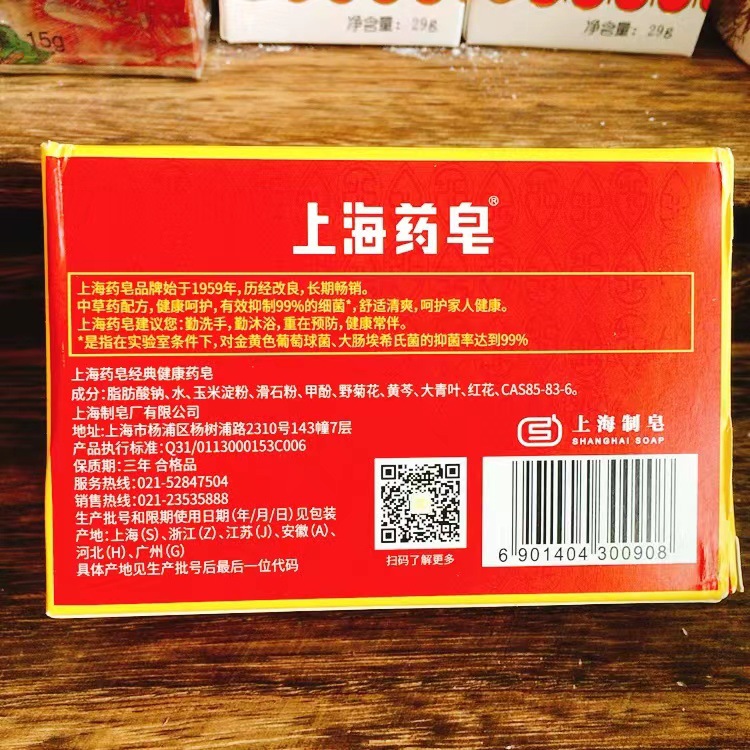 15g
净含量：29g
净含量：29g
上海药皂®
上海药皂品牌始于1959年，历经改良，长期畅销。
中草药配方，健康呵护，有效抑制99%的细菌*，舒适清爽，呵护家人健康。
上海药皂建议您：勤洗手，勤沐浴，重在预防，健康常伴。
*是指在实验室条件下，对金黄色葡萄球菌、大肠埃希氏菌的抑菌率达到99%
上海药皂经典健康药皂
成分：脂肪酸钠、水、玉米淀粉、滑石粉、甲酚、野菊花、黄芩、大青叶、红花、CAS85-83-6。
上海制皂厂有限公司
地址：上海市杨浦区杨树浦路2310号143幢7层
产品执行标准：Q31/0113000153C006
保质期：三年 合格品
服务热线：021-52847504
销售热线：021-23535888
生产批号和限期使用日期（年/月/日）见包装
产地：上海（S）、浙江（Z）、江苏（J）、安徽（A）、
河北（H）、广州（G）
具体产地见生产批号后最后一位代码
扫码了解更多
上海制皂
SHANGHAI SOAP
6 901404 300908